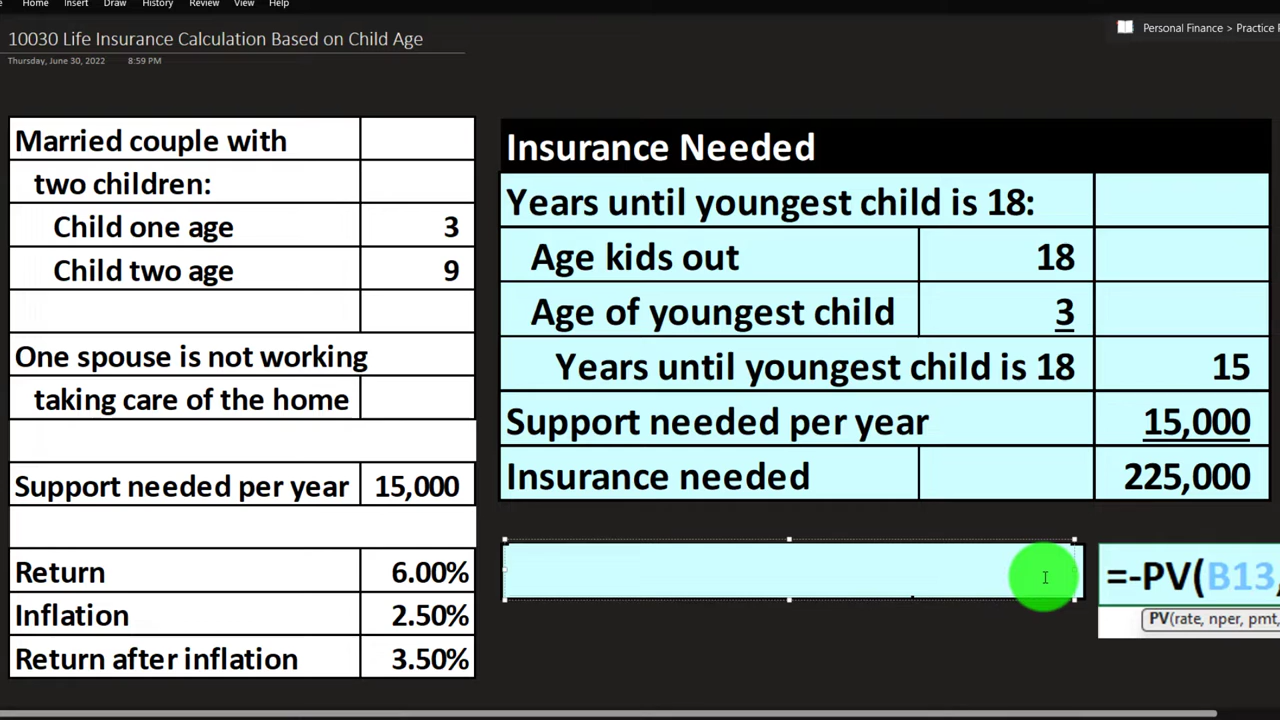 Home Insert Draw History Review View Help
10030 Life Insurance Calculation Based on Child Age
Thursday, June 30, 2022 8:59 PM
Personal Finance > Practice
Married couple with
two children:
Child one age 3
Child two age 9
One spouse is not working
taking care of the home
Support needed per year 15,000
Return 6.00%
Inflation 2.50%
Return after inflation 3.50%
Insurance Needed
Years until youngest child is 18:
Age kids out 18
Age of youngest child 3
Years until youngest child is 18 15
Support needed per year 15,000
Insurance needed 225,000
=-PV(B13,
PV(rate, nper, pmt,